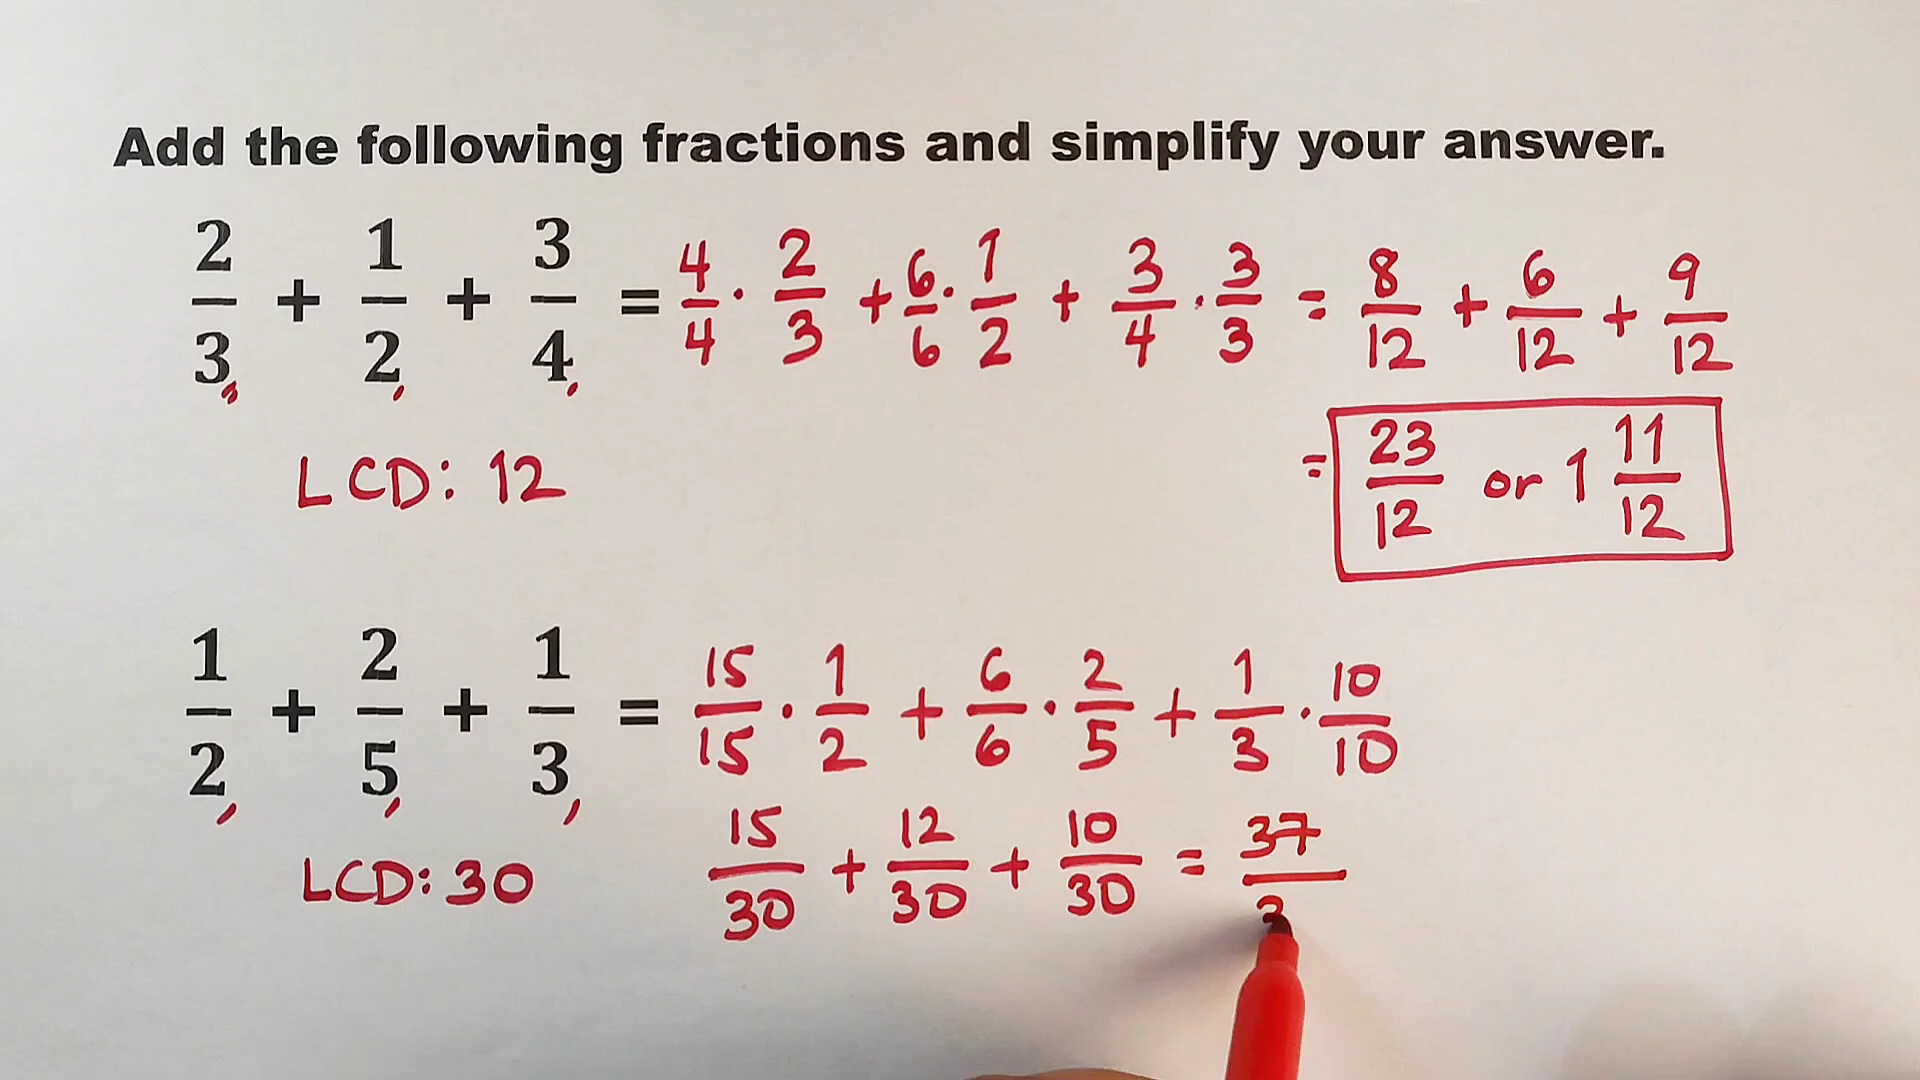 Add the following fractions and simplify your answer.
2/3 + 1/2 + 3/4 = 4/4 · 2/3 + 6/6 · 1/2 + 3/4 · 3/3 = 8/12 + 6/12 + 9/12
LCD: 12
= 23/12 or 1 11/12
1/2 + 2/5 + 1/3 = 15/15 · 1/2 + 6/6 · 2/5 + 1/3 · 10/10
LCD: 30
15/30 + 12/30 + 10/30 = 37/